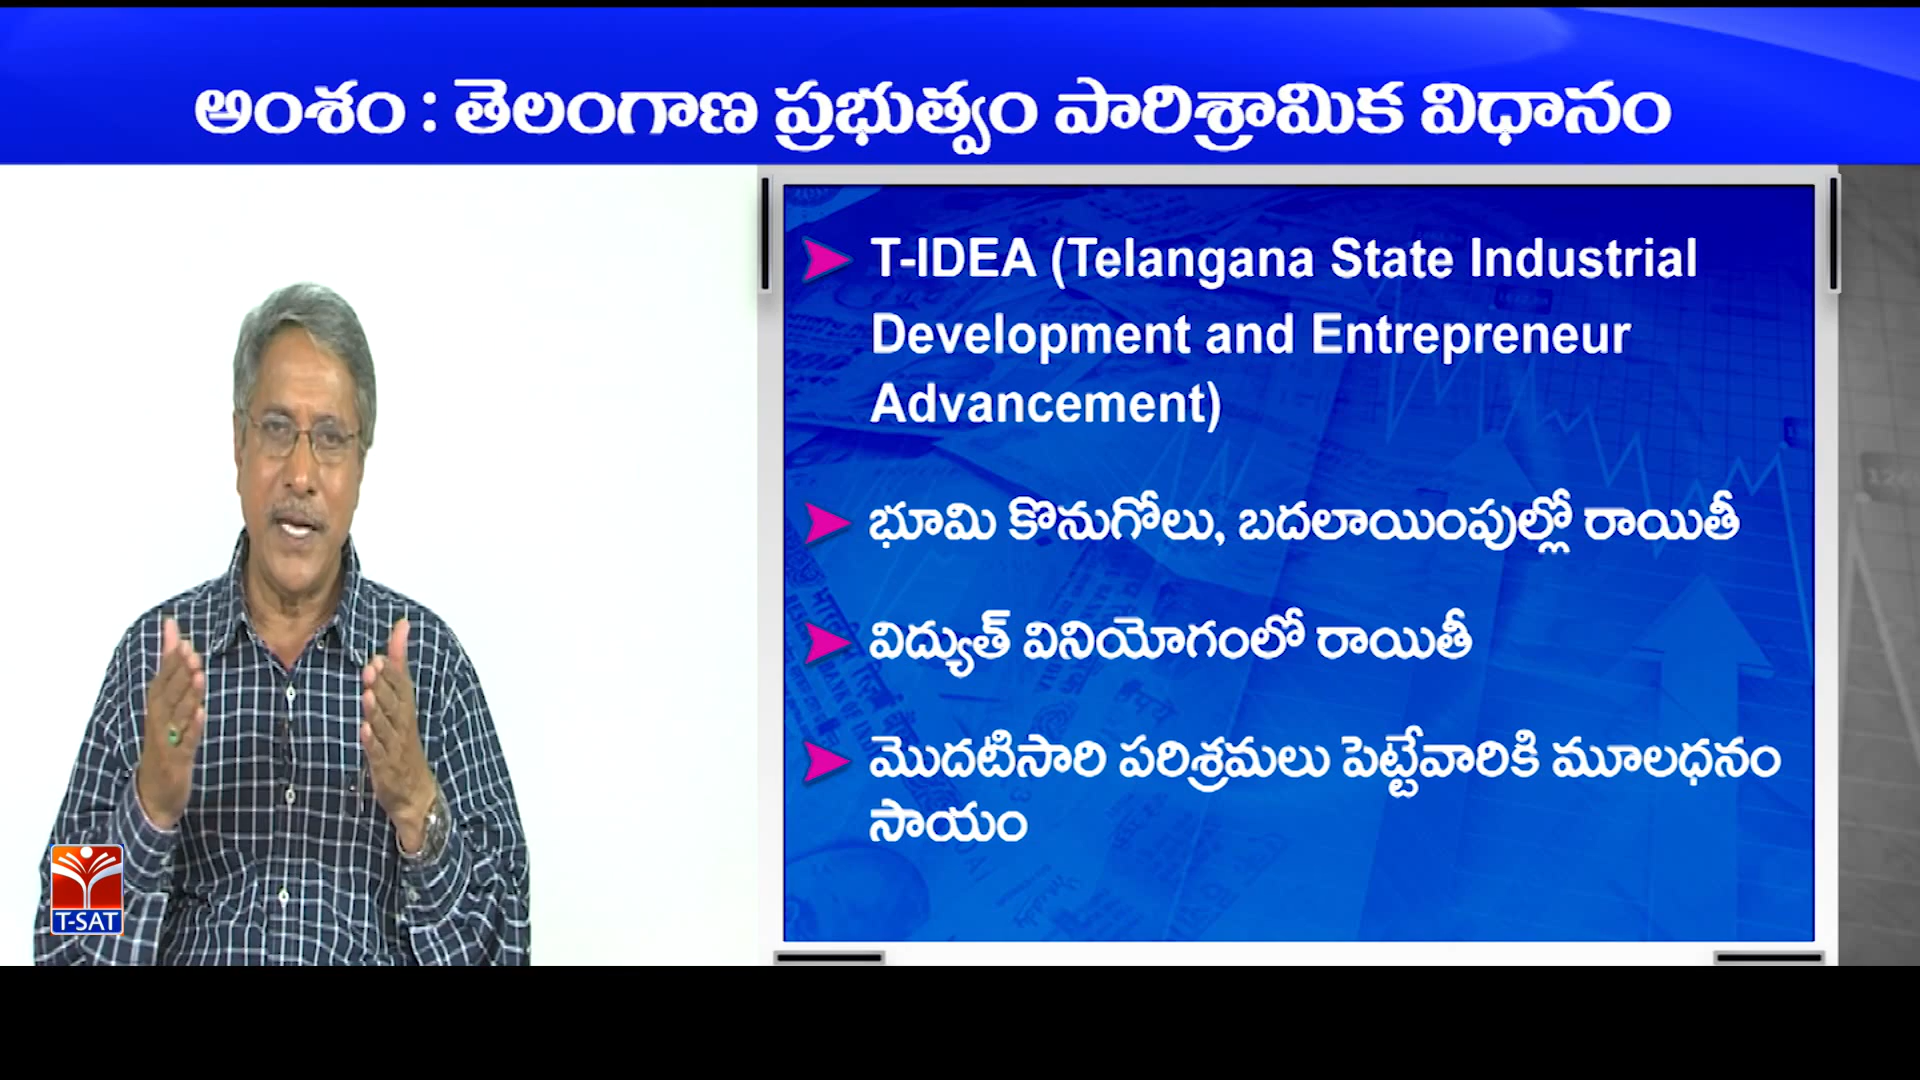 అంశం : తెలంగాణ ప్రభుత్వం పారిశ్రామిక విధానం
T-IDEA (Telangana State Industrial
Development and Entrepreneur
Advancement)
భూమి కొనుగోలు, బదలాయింపుల్లో రాయితీ
విద్యుత్ వినియోగంలో రాయితీ
మొదటిసారి పరిశ్రమలు పెట్టేవారికి మూలధనం
సాయం
T-SAT